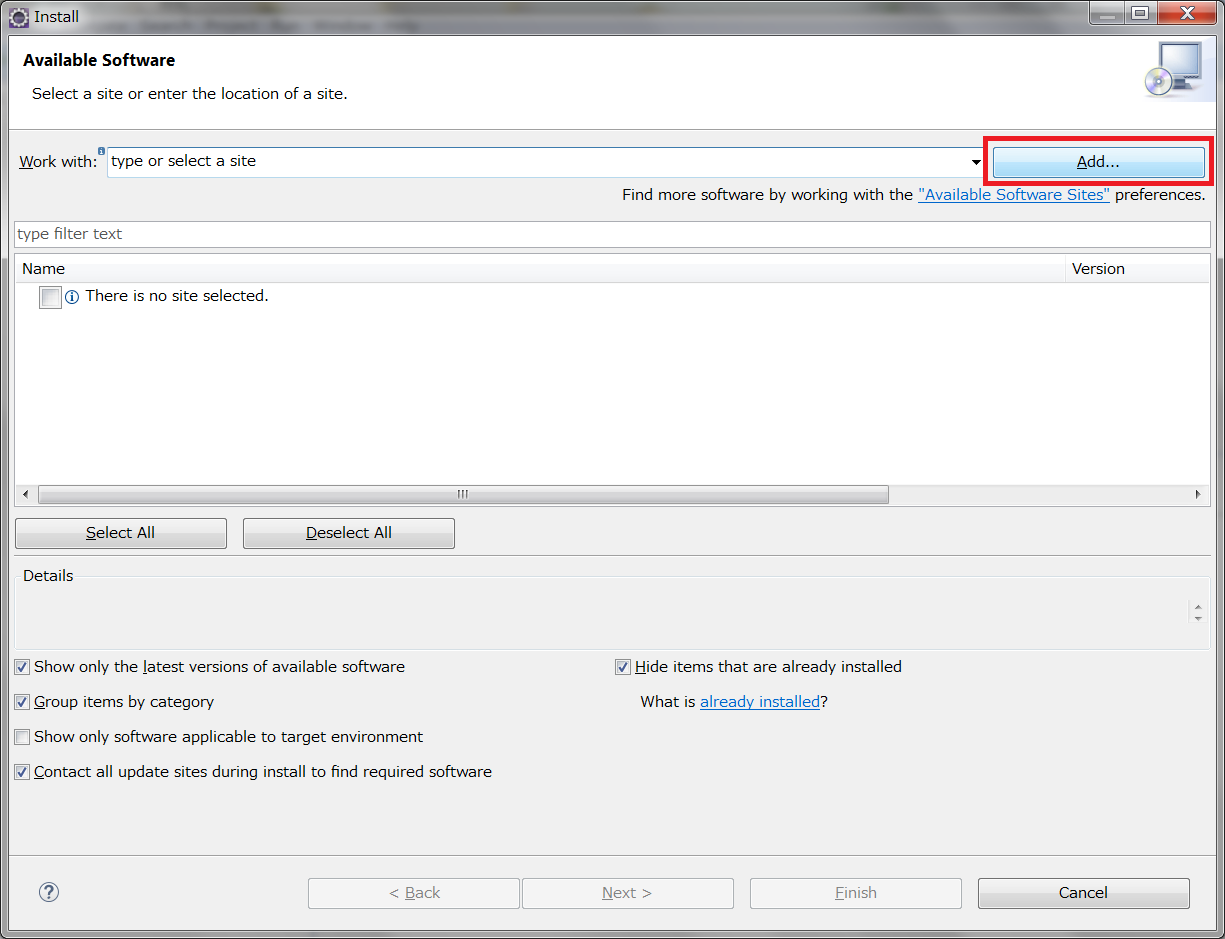 Install
Available Software
Select a site or enter the location of a site.
Work with: type or select a site Add...
Find more software by working with the "Available Software Sites" preferences.
type filter text
Name Version
There is no site selected.
Select All Deselect All
Details
Show only the latest versions of available software Hide items that are already installed
Group items by category What is already installed?
Show only software applicable to target environment
Contact all update sites during install to find required software
? < Back Next > Finish Cancel